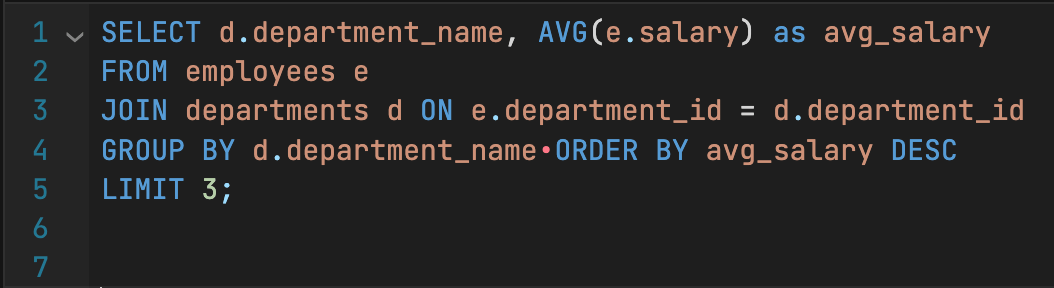 1 SELECT d.department_name, AVG(e.salary) as avg_salary
2 FROM employees e
3 JOIN departments d ON e.department_id = d.department_id
4 GROUP BY d.department_name·ORDER BY avg_salary DESC
5 LIMIT 3;
6
7